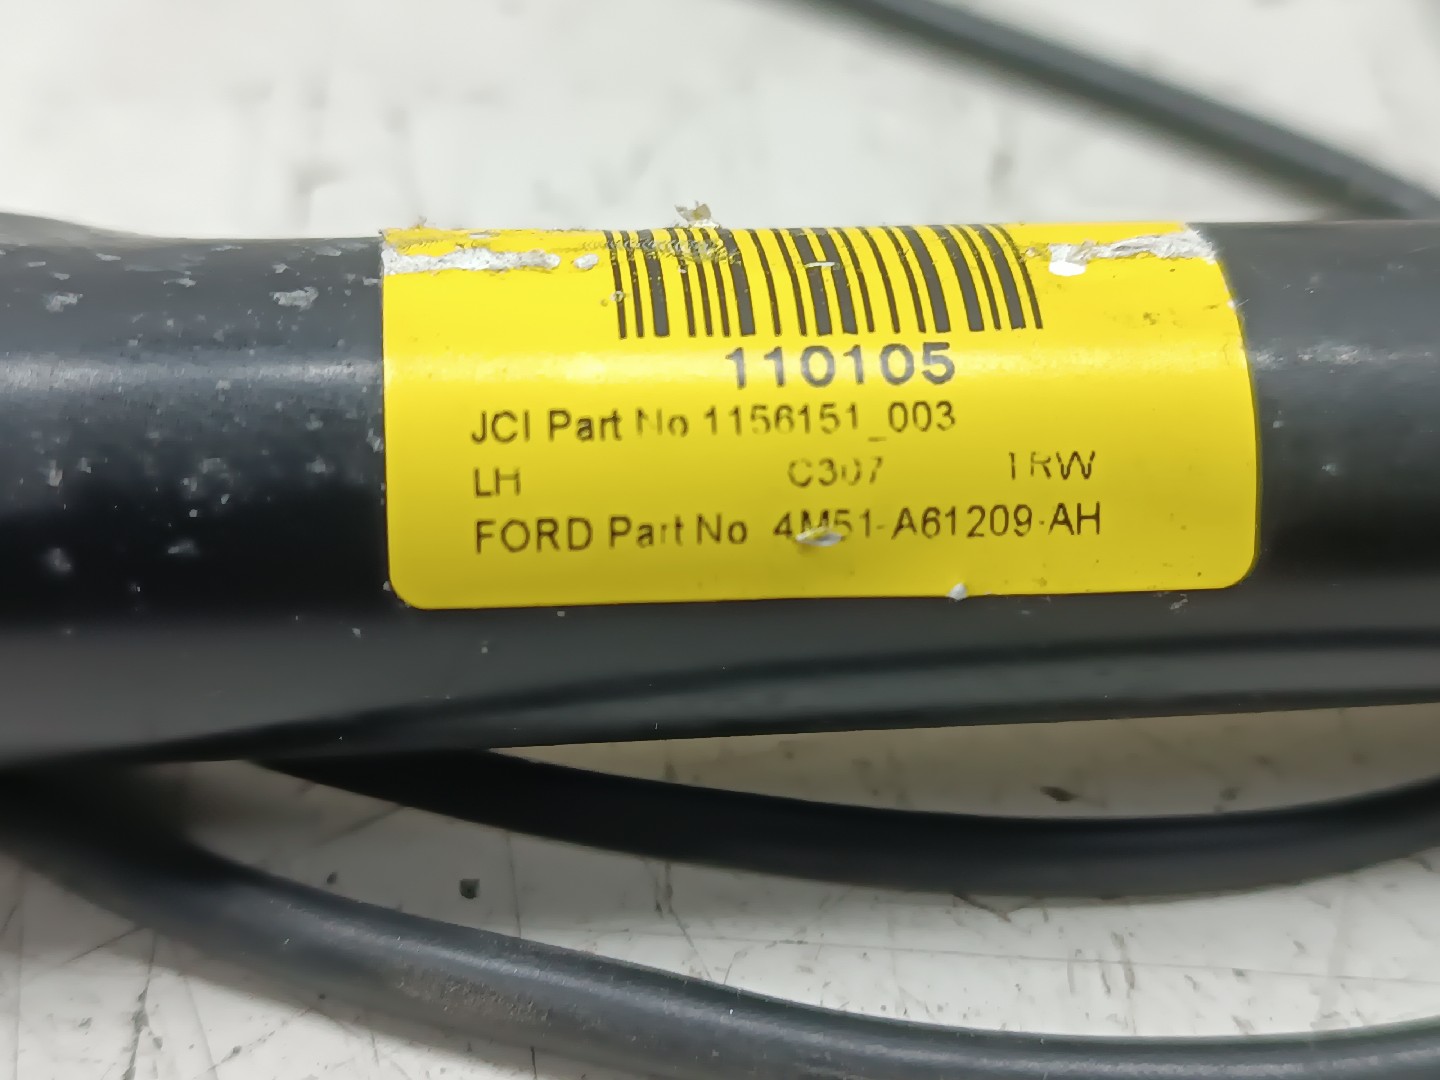 110105
JCI Part No 1156151_003
LH C307 TRW
FORD Part No 4M51-A61209-AH